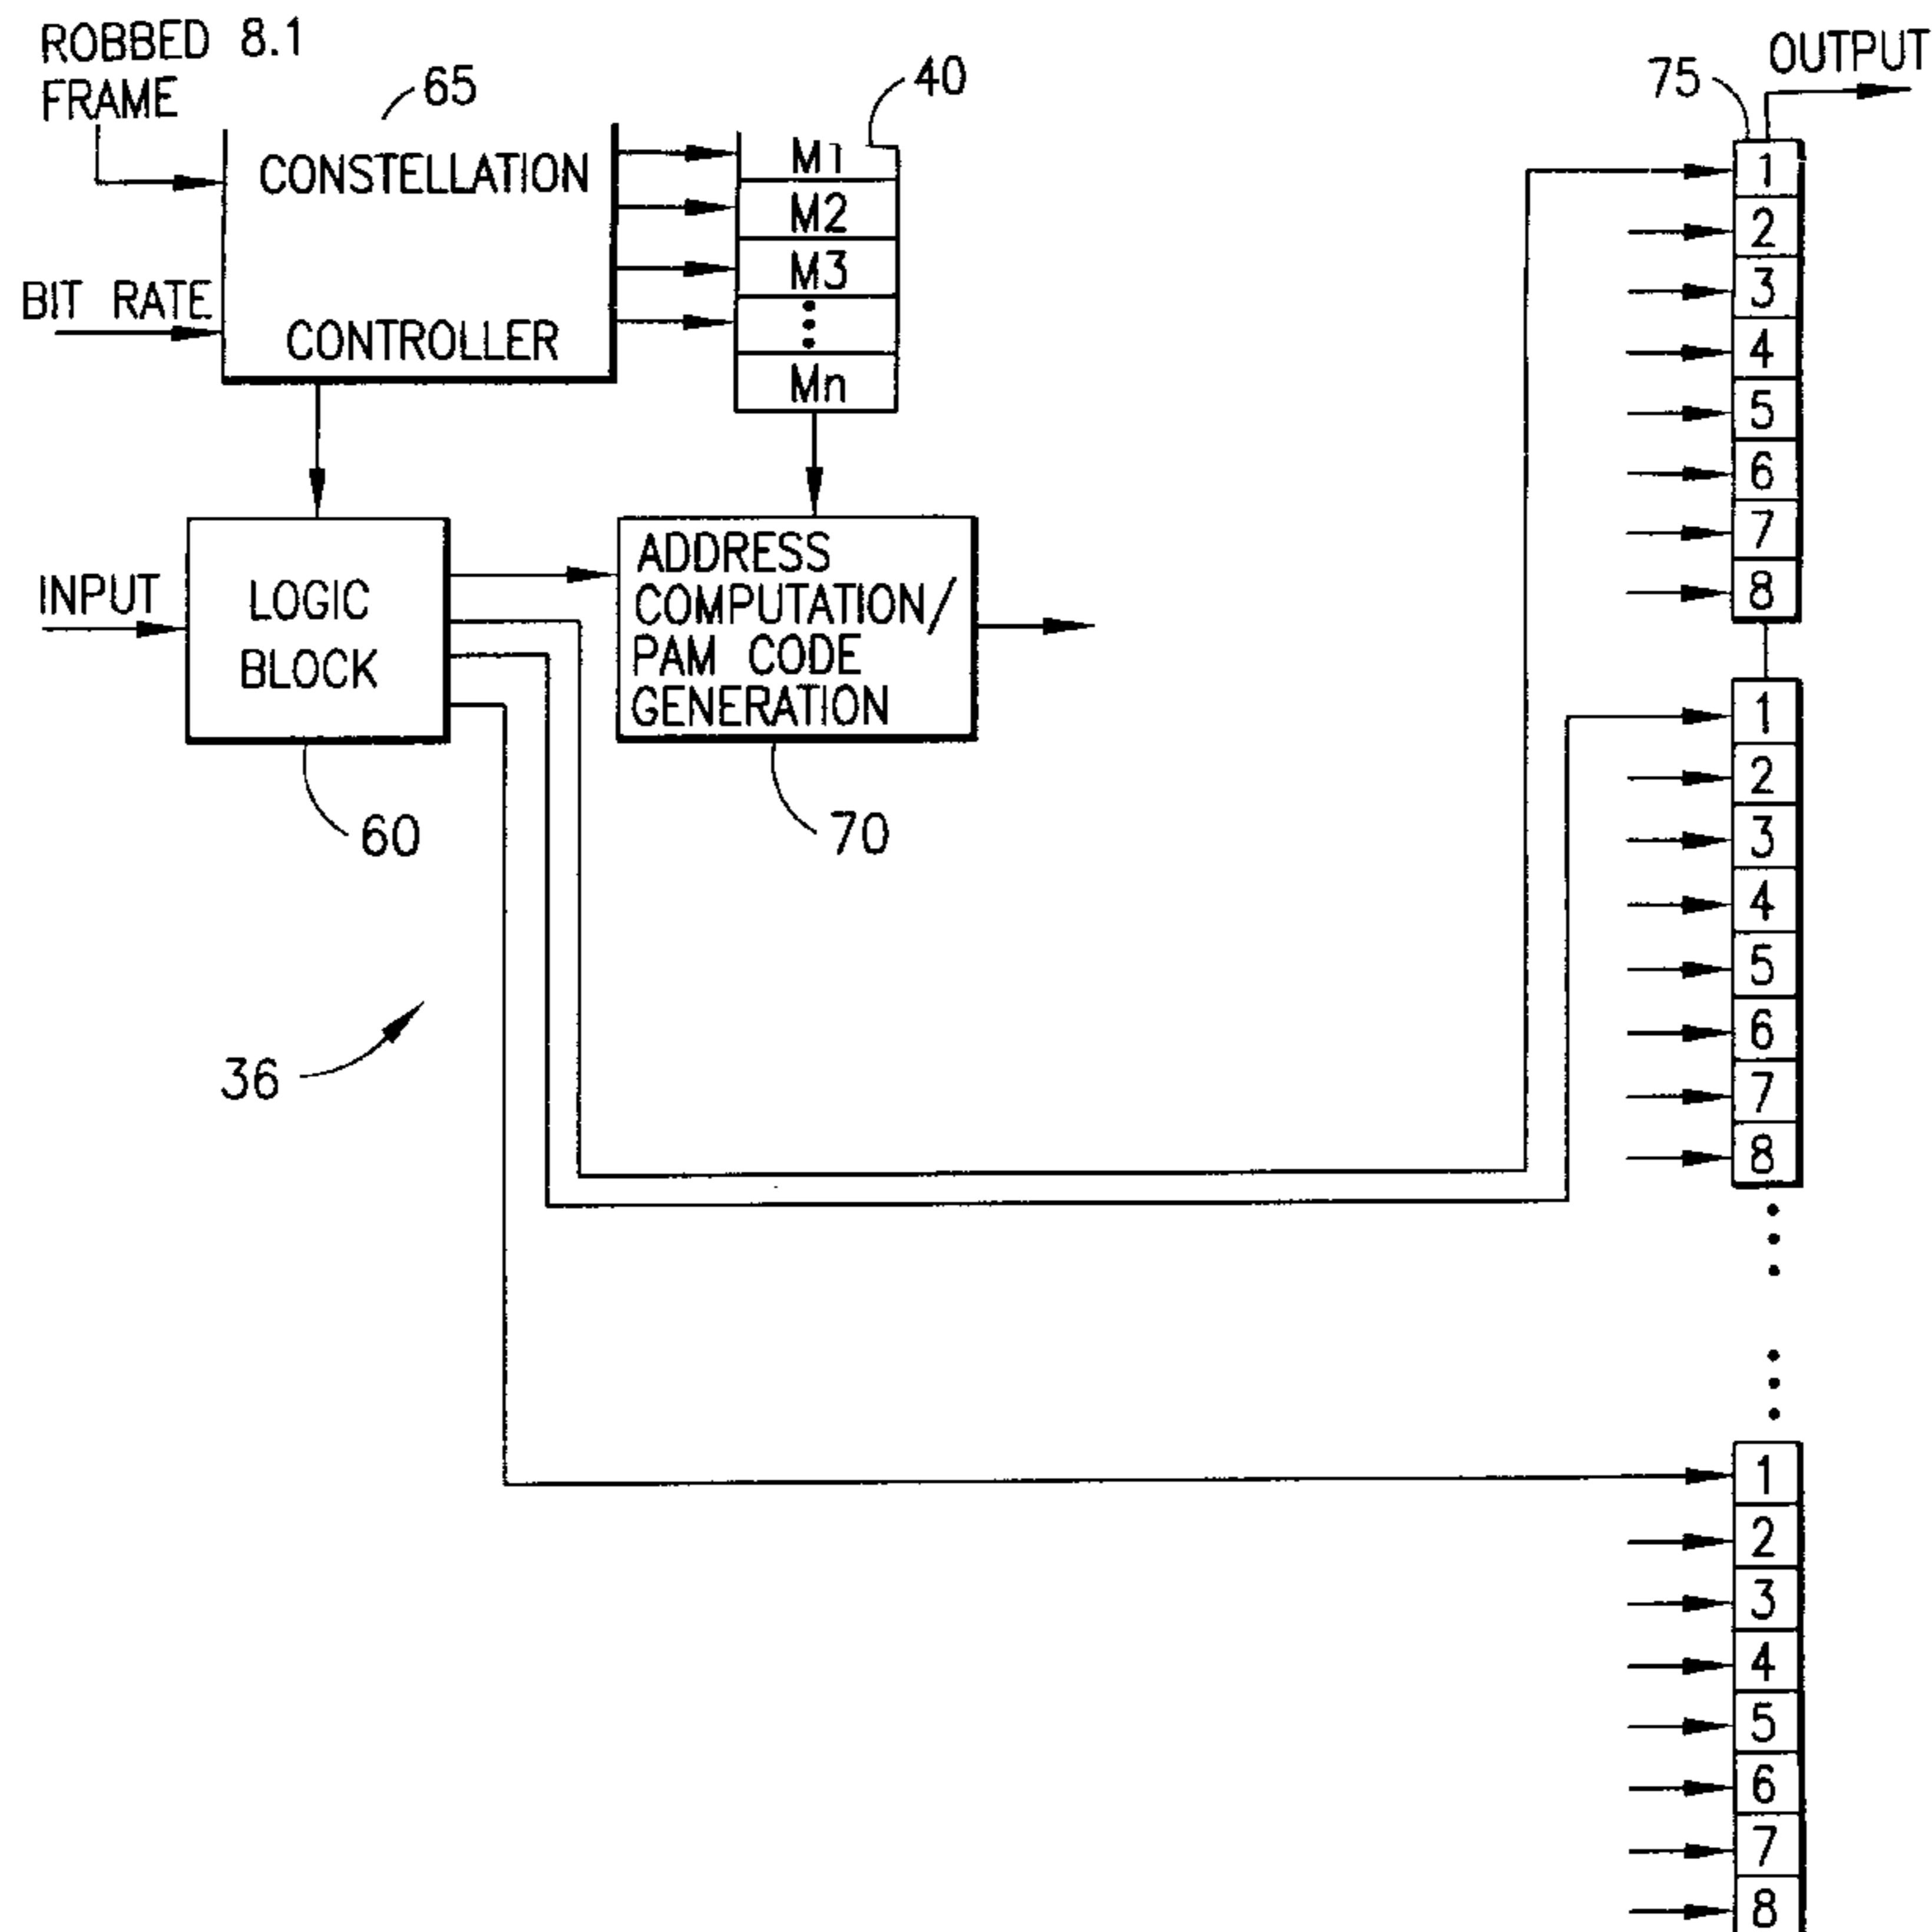 ROBBED 8.1
FRAME
65
40
75
OUTPUT
CONSTELLATION
CONTROLLER
BIT RATE
M1
M2
M3
Mn
INPUT
LOGIC
BLOCK
ADDRESS
COMPUTATION/
PAM CODE
GENERATION
60
70
36
1
2
3
4
5
6
7
8
1
2
3
4
5
6
7
8
1
2
3
4
5
6
7
8